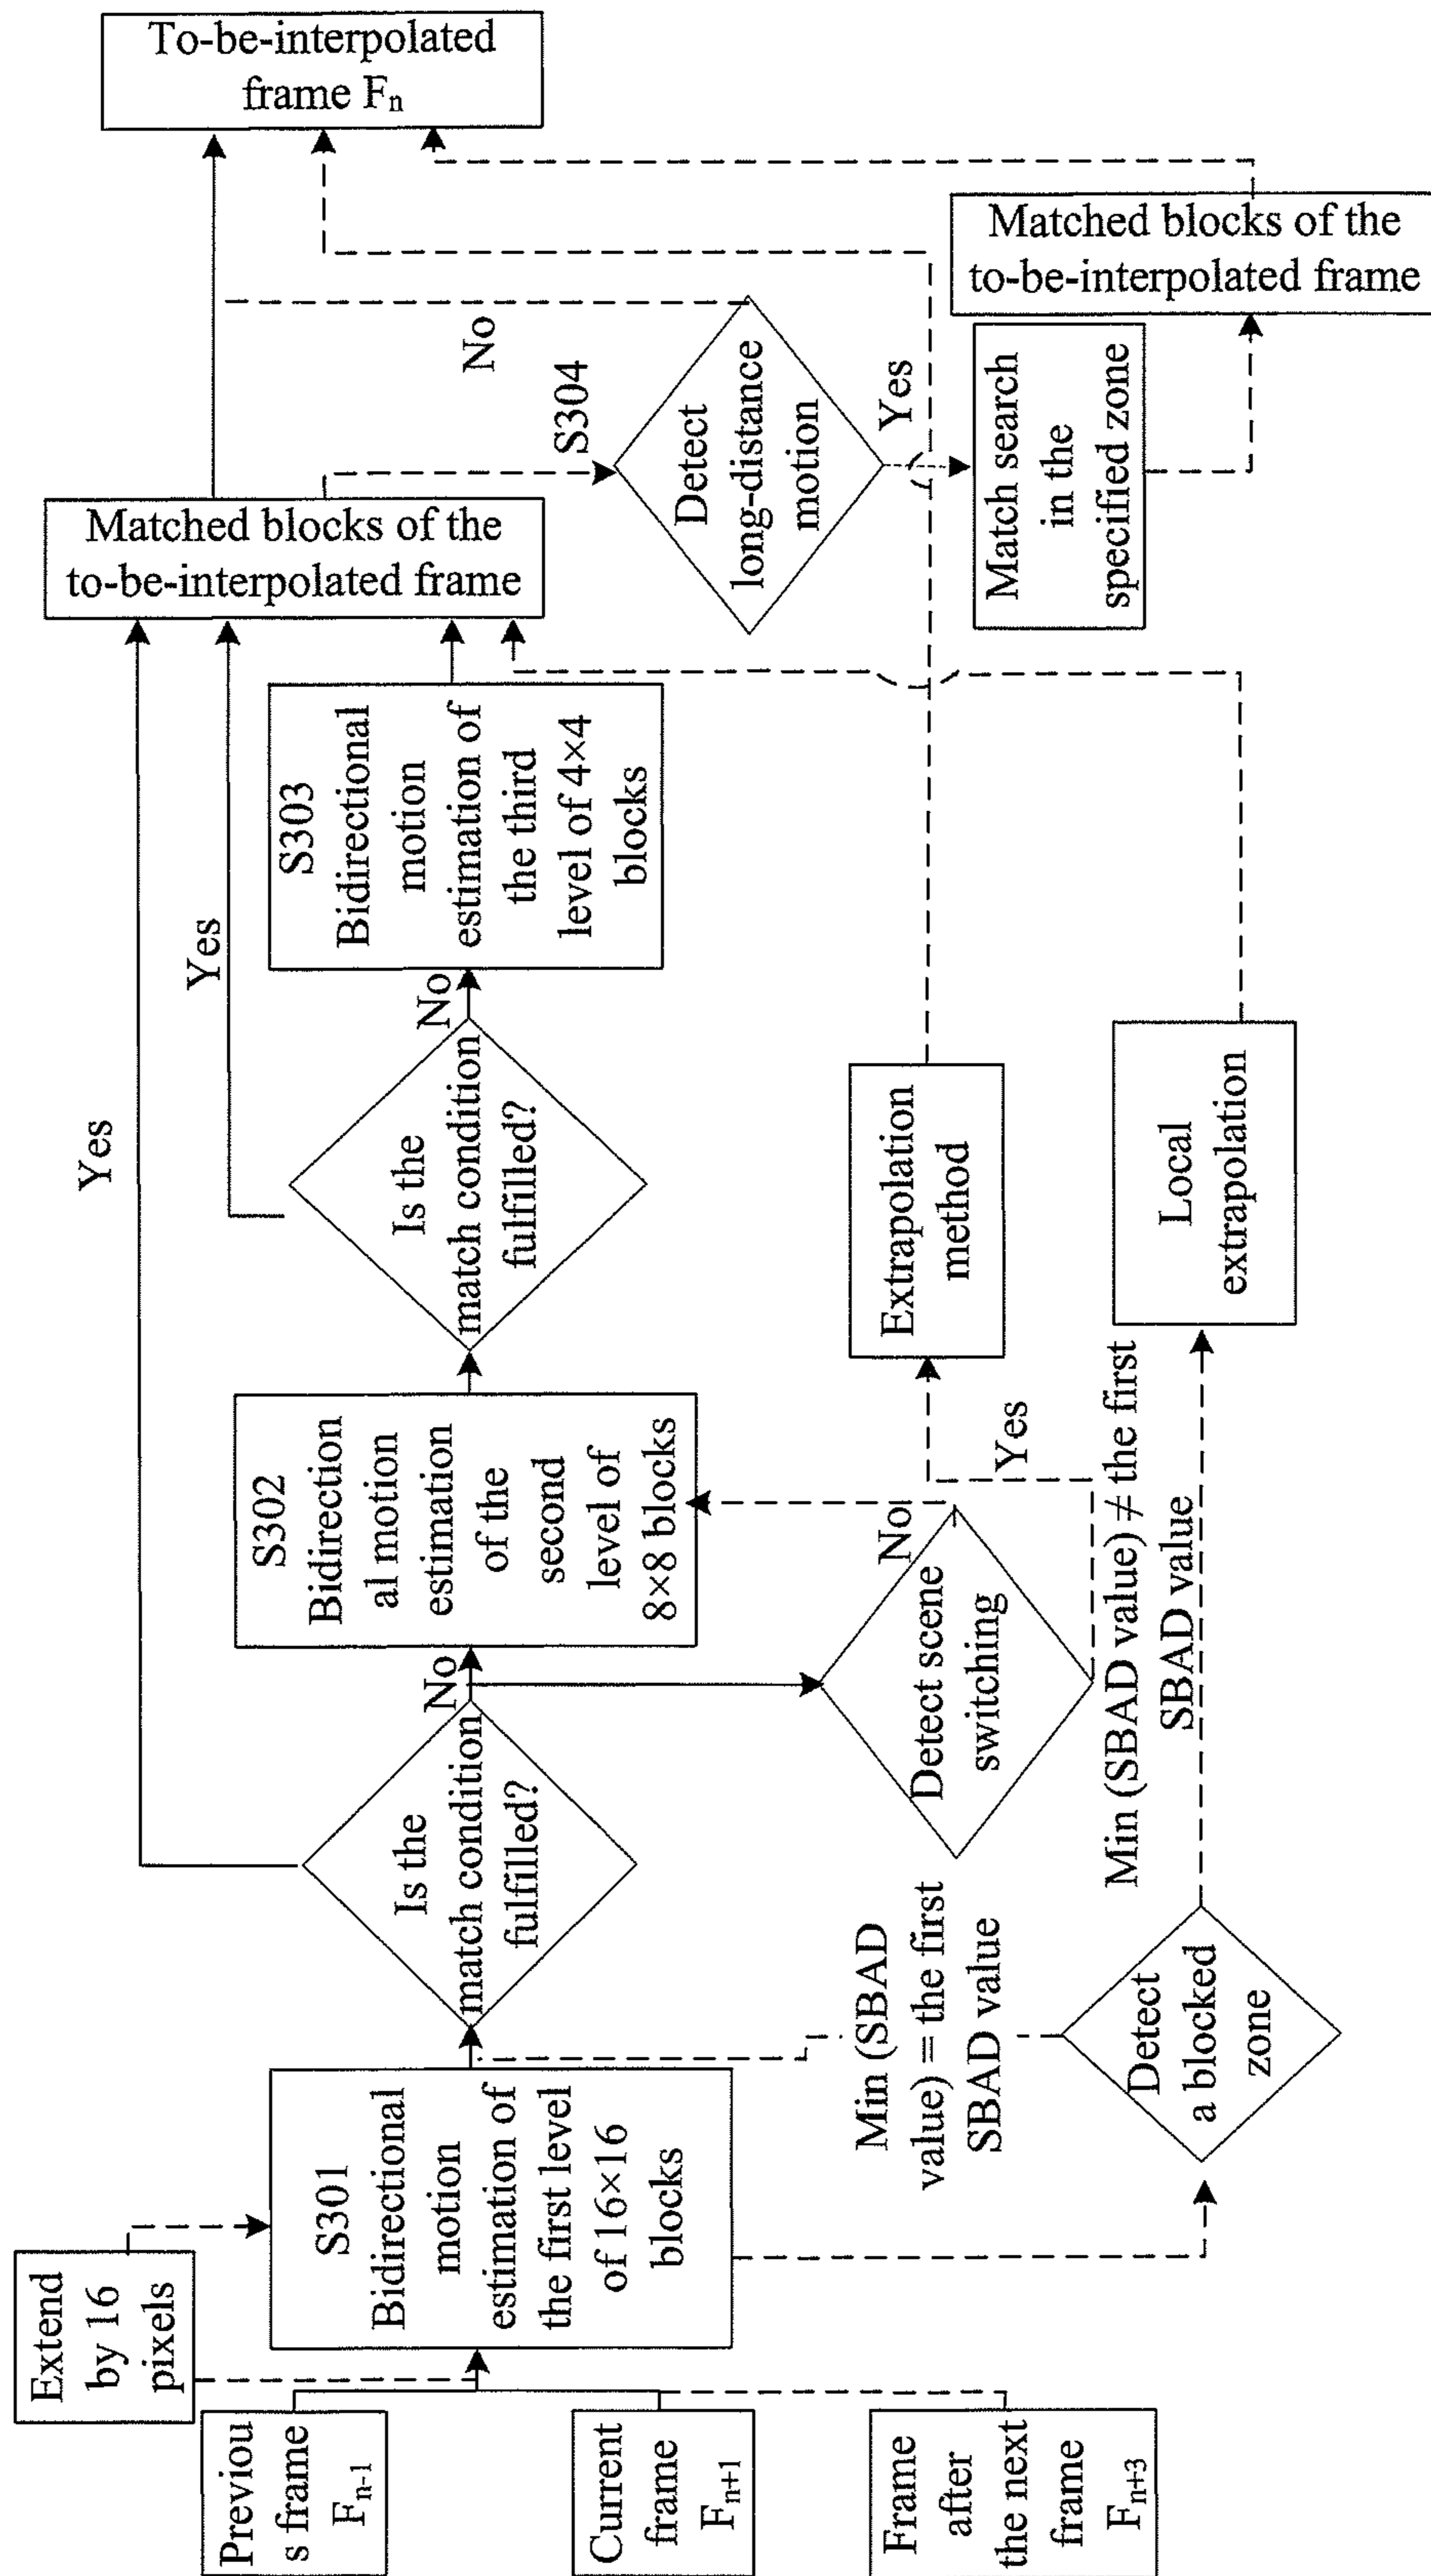 Extend
by 16
pixels
Previou
s frame
Fn-1
Current
frame
Fn+1
Frame
after
the next
frame
Fn+3
S301
Bidirectional
motion
estimation of
the first level
of 16×16
blocks
Is the
match condition
fulfilled?
Yes
No
Min (SBAD
value) = the first
SBAD value
Detect
a blocked
zone
S302
Bidirection
al motion
estimation
of the
second
level of
8×8 blocks
Detect scene
switching
No
Yes
Min (SBAD value) ≠ the first
SBAD value
Is the
match condition
fulfilled?
Yes
No
Extrapolation
method
Local
extrapolation
S303
Bidirectional
motion
estimation of
the third
level of 4×4
blocks
Matched blocks of the
to-be-interpolated frame
S304
Detect
long-distance
motion
No
Yes
Match search
in the
specified zone
Matched blocks of the
to-be-interpolated frame
To-be-interpolated
frame Fn